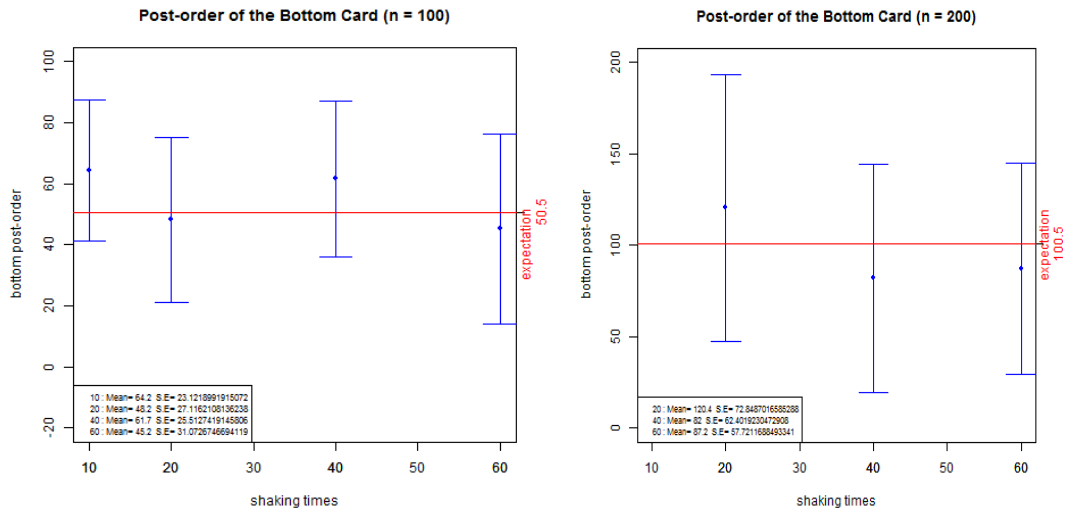 Post-order of the Bottom Card (n = 100)
bottom post-order
100
80
60
40
20
0
-20
expectation
50.5
10 : Mean= 64.2 S.E= 23.1218991915072
20 : Mean= 48.2 S.E= 27.1162108136238
40 : Mean= 61.7 S.E= 25.5127419145806
60 : Mean= 45.2 S.E= 31.0726746694119
10 20 30 40 50 60
shaking times
Post-order of the Bottom Card (n = 200)
bottom post-order
200
150
100
50
0
expectation
100.5
20 : Mean= 120.4 S.E= 72.8487016585288
40 : Mean= 82 S.E= 62.4019230472908
60 : Mean= 87.2 S.E= 57.7211688493341
10 20 30 40 50 60
shaking times